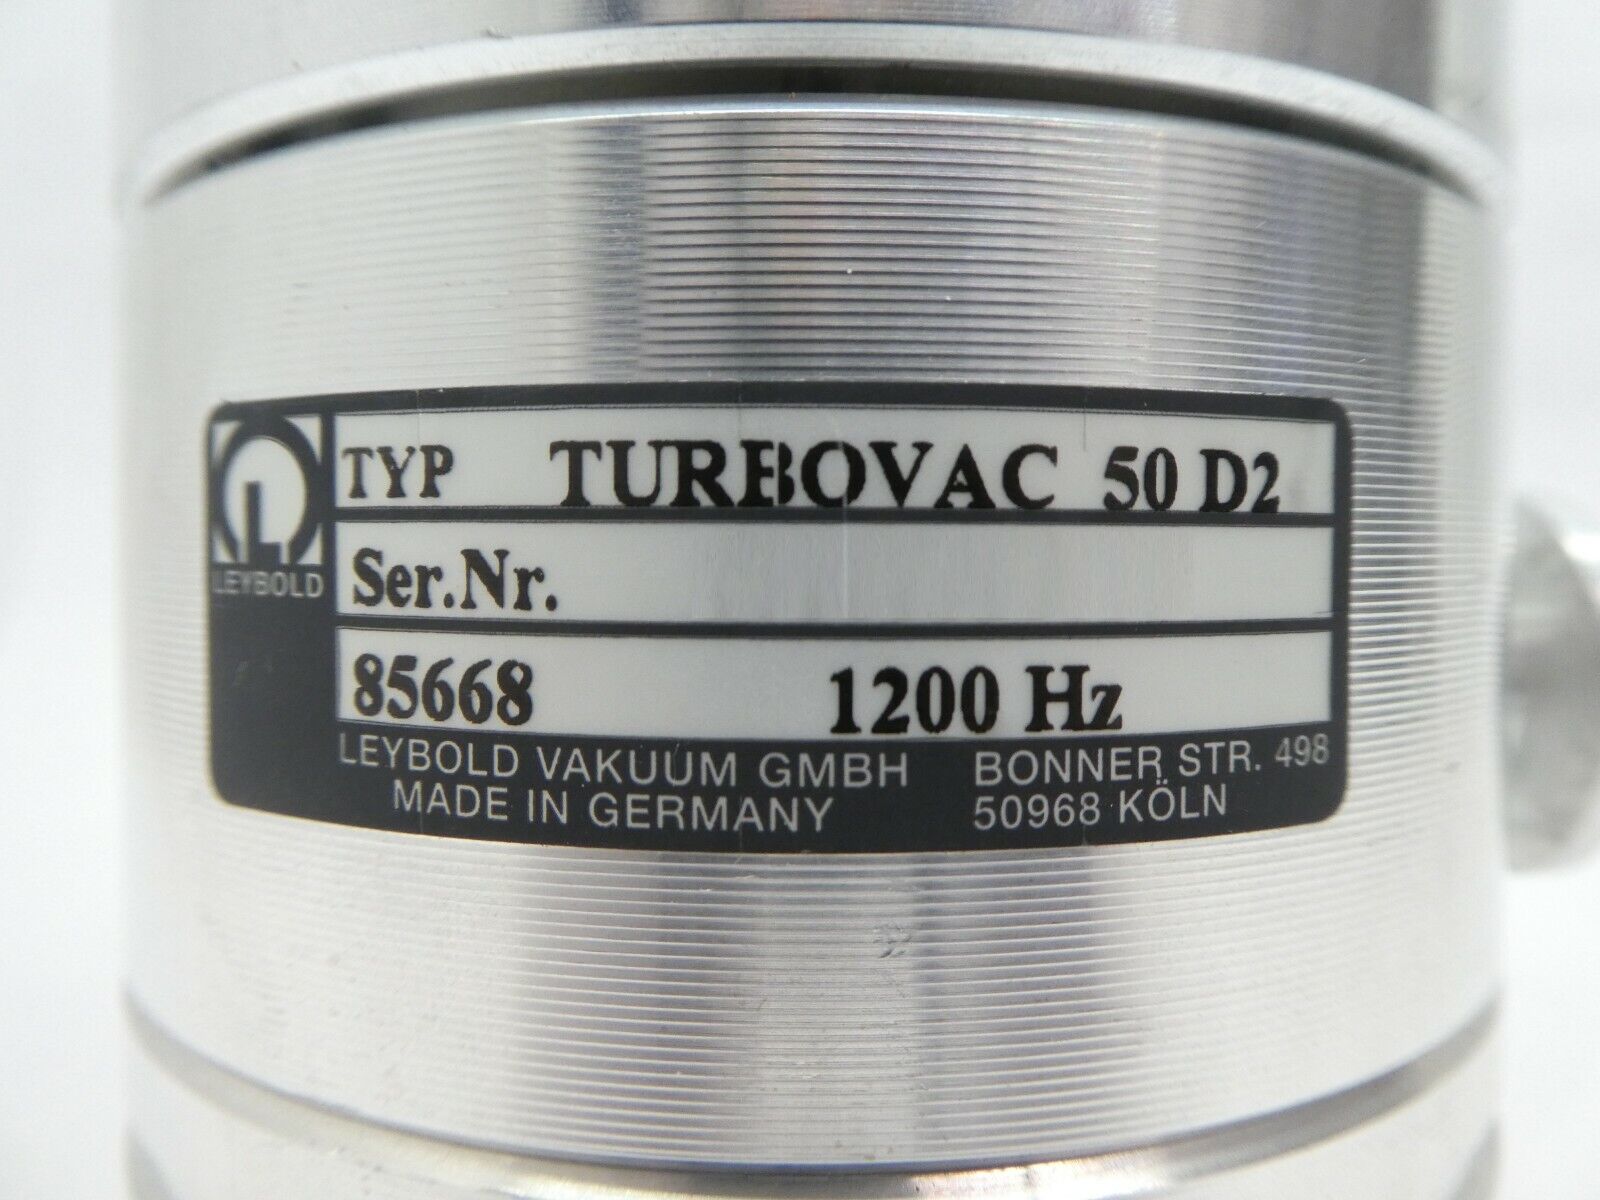 TYP TURBOVAC 50 D2
LEYBOLD
Ser.Nr.
85668 1200 Hz
LEYBOLD VAKUUM GMBH BONNER STR. 498
MADE IN GERMANY 50968 KÖLN